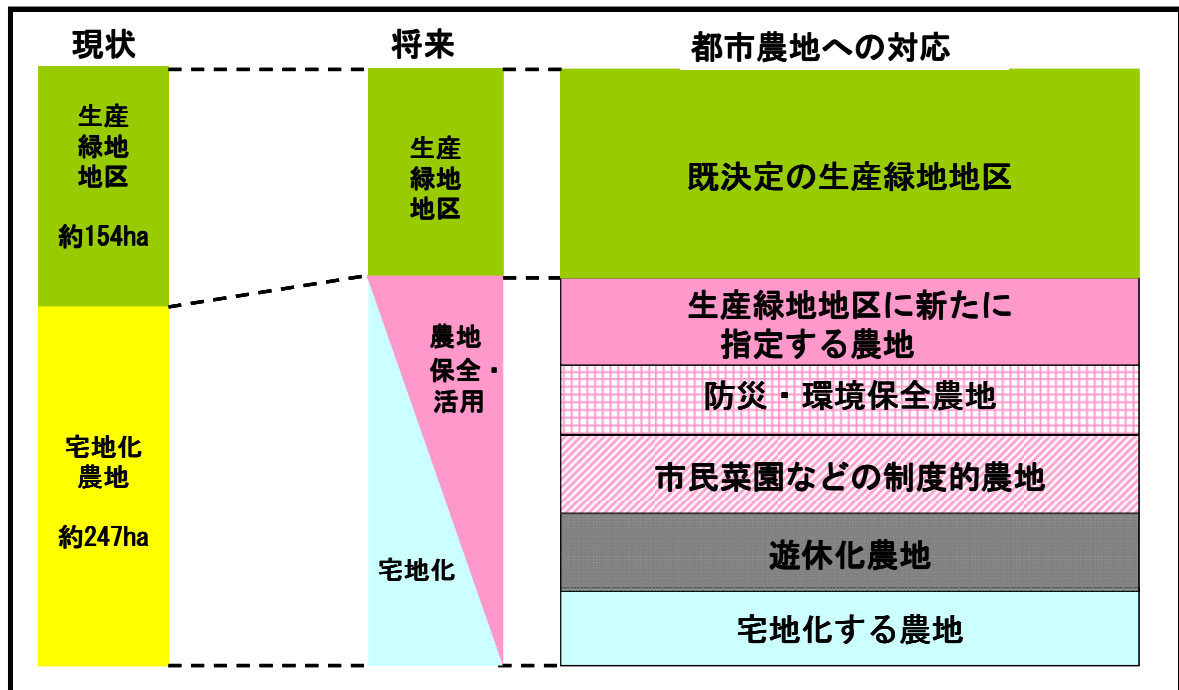 現状
将来
都市農地への対応
生産
緑地
地区
約154ha
宅地化
農地
約247ha
生産
緑地
地区
農地
保全・
活用
宅地化
既決定の生産緑地地区
生産緑地地区に新たに
指定する農地
防災・環境保全農地
市民菜園などの制度的農地
遊休化農地
宅地化する農地